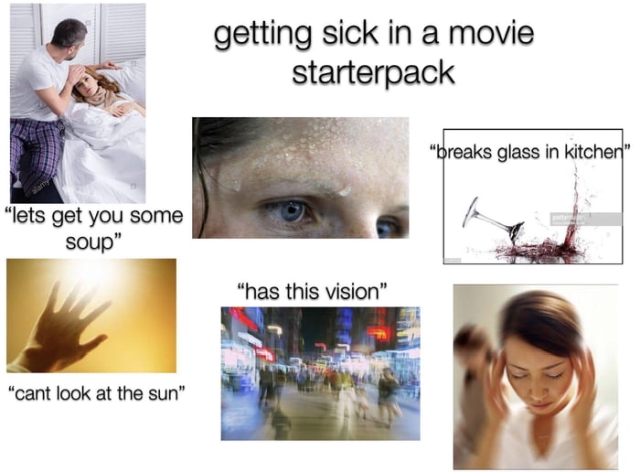 getting sick in a movie
starterpack
"breaks glass in kitchen"
"lets get you some
soup"
"has this vision"
"cant look at the sun"
alamy